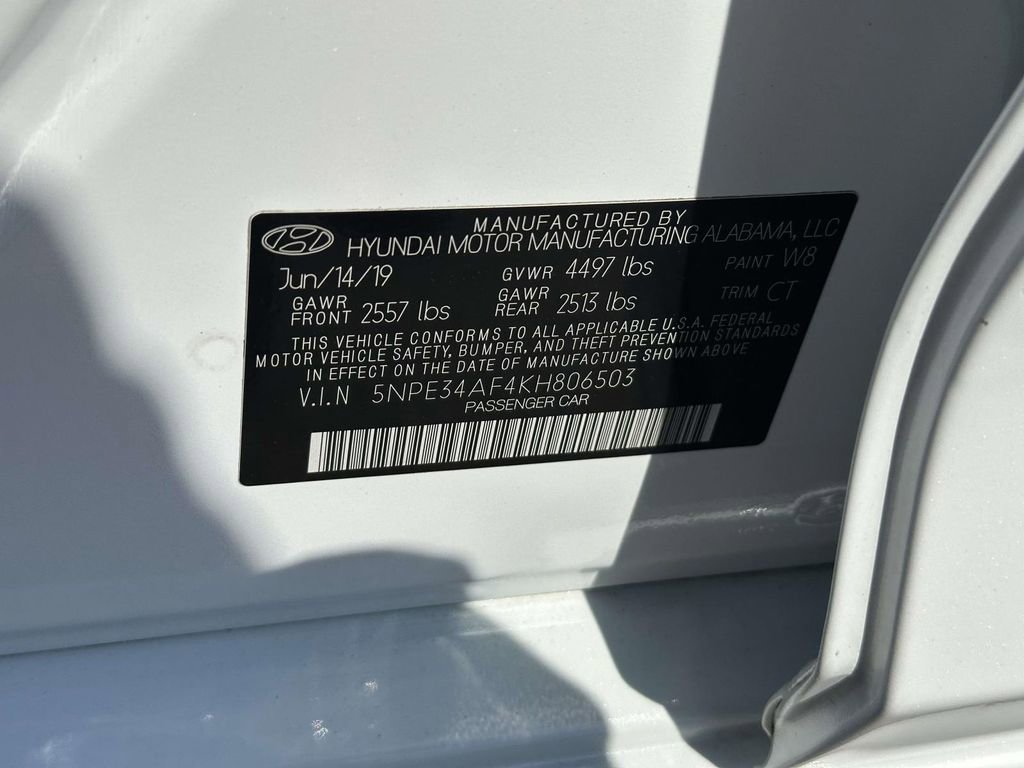 MANUFACTURED BY
HYUNDAI MOTOR MANUFACTURING ALABAMA, LLC
Jun/14/19 GVWR 4497 lbs PAINT W8
GAWR FRONT 2557 lbs GAWR REAR 2513 lbs TRIM CT
THIS VEHICLE CONFORMS TO ALL APPLICABLE U.S.A. FEDERAL
MOTOR VEHICLE SAFETY, BUMPER, AND THEFT PREVENTION STANDARDS
IN EFFECT ON THE DATE OF MANUFACTURE SHOWN ABOVE
V.I.N 5NPE34AF4KH806503
PASSENGER CAR